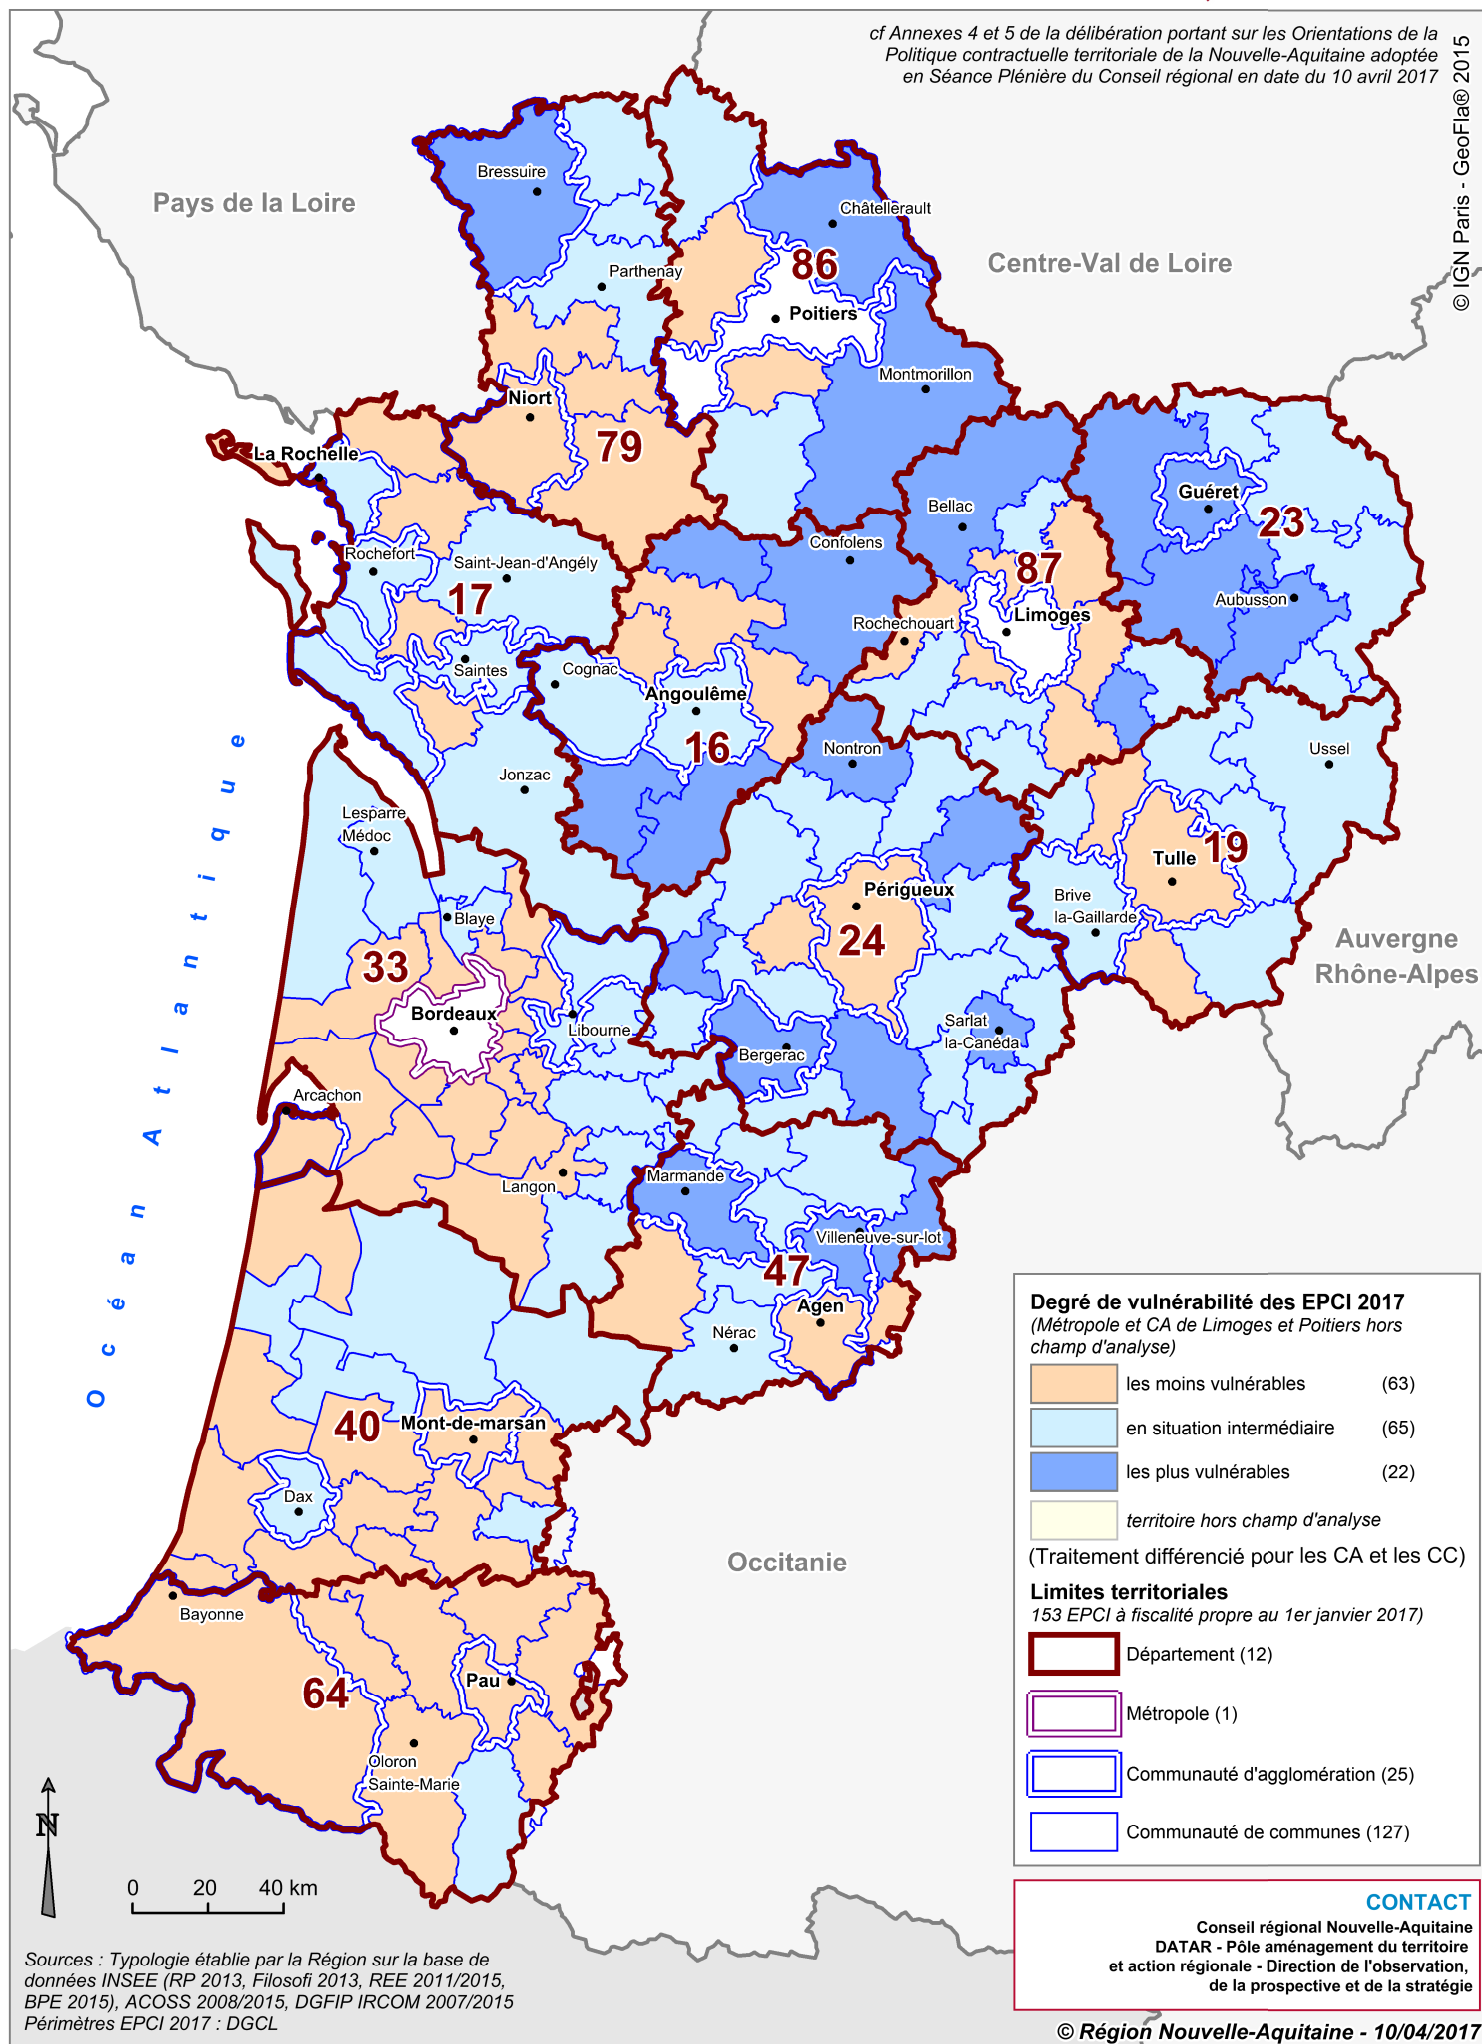 cf Annexes 4 et 5 de la délibération portant sur les Orientations de la
Politique contractuelle territoriale de la Nouvelle-Aquitaine adoptée
en Séance Plénière du Conseil régional en date du 10 avril 2017
© IGN Paris - GeoFla® 2015
Pays de la Loire
Centre-Val de Loire
Bressuire
Châtellerault
86
Parthenay
Poitiers
Montmorillon
Niort
79
La Rochelle
Guéret
23
Bellac
Confolens
Rochefort
Saint-Jean-d'Angély
87
17
Aubusson
Limoges
Rochechouart
Saintes
Cognac
Angoulême
16
Nontron
Ussel
Jonzac
Lesparre
Médoc
Tulle
19
Périgueux
Brive
la-Gaillarde
Blaye
24
33
Auvergne
Rhône-Alpes
Bordeaux
Libourne
Sarlat
la-Canéda
Bergerac
Arcachon
Océan Atlantique
Langon
Marmande
Villeneuve-sur-lot
47
Agen
Nérac
40
Mont-de-marsan
Dax
Occitanie
Bayonne
64
Pau
Oloron
Sainte-Marie
Degré de vulnérabilité des EPCI 2017
(Métropole et CA de Limoges et Poitiers hors
champ d'analyse)
les moins vulnérables (63)
en situation intermédiaire (65)
les plus vulnérables (22)
territoire hors champ d'analyse
(Traitement différencié pour les CA et les CC)
Limites territoriales
153 EPCI à fiscalité propre au 1er janvier 2017)
Département (12)
Métropole (1)
Communauté d'agglomération (25)
Communauté de communes (127)
N
0 20 40 km
Sources : Typologie établie par la Région sur la base de
données INSEE (RP 2013, Filosofi 2013, REE 2011/2015,
BPE 2015), ACOSS 2008/2015, DGFIP IRCOM 2007/2015
Périmètres EPCI 2017 : DGCL
CONTACT
Conseil régional Nouvelle-Aquitaine
DATAR - Pôle aménagement du territoire
et action régionale - Direction de l'observation,
de la prospective et de la stratégie
© Région Nouvelle-Aquitaine - 10/04/2017